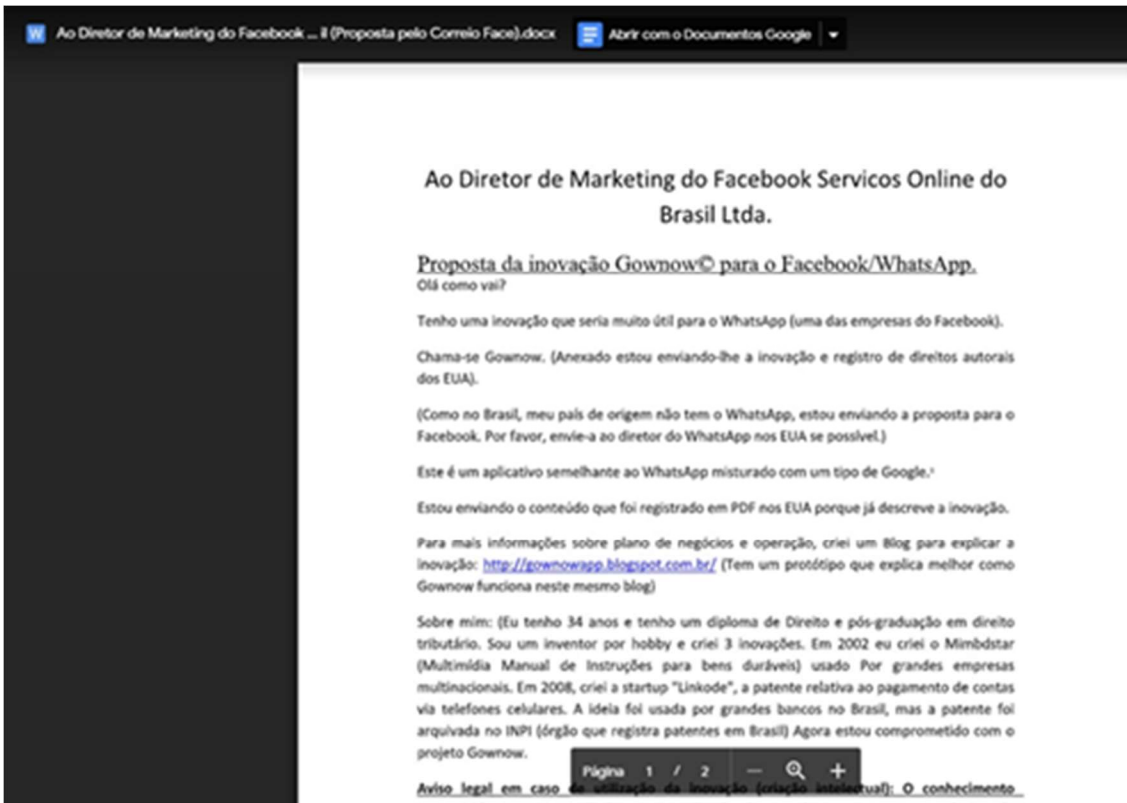 W Ao Diretor de Marketing do Facebook ... il (Proposta pelo Correio Face).docx Abrir com o Documentos Google
Ao Diretor de Marketing do Facebook Servicos Online do
Brasil Ltda.
Proposta da inovação Gownow© para o Facebook/WhatsApp.
Olá como vai?
Tenho uma inovação que seria muito útil para o WhatsApp (uma das empresas do Facebook).
Chama-se Gownow. (Anexado estou enviando-lhe a inovação e registro de direitos autorais
dos EUA).
(Como no Brasil, meu país de origem não tem o WhatsApp, estou enviando a proposta para o
Facebook. Por favor, envie-a ao diretor do WhatsApp nos EUA se possível.)
Este é um aplicativo semelhante ao WhatsApp misturado com um tipo de Google.
Estou enviando o conteúdo que foi registrado em PDF nos EUA porque já descreve a inovação.
Para mais informações sobre plano de negócios e operação, criei um Blog para explicar a
inovação: http://gownowapp.blogspot.com.br/ (Tem um protótipo que explica melhor como
Gownow funciona neste mesmo blog)
Sobre mim: (Eu tenho 34 anos e tenho um diploma de Direito e pós-graduação em direito
tributário. Sou um inventor por hobby e criei 3 inovações. Em 2002 eu criei o Mimbdstar
(Multimídia Manual de Instruções para bens duráveis) usado Por grandes empresas
multinacionais. Em 2008, criei a startup "Linkode", a patente relativa ao pagamento de contas
via telefones celulares. A ideia foi usada por grandes bancos no Brasil, mas a patente foi
arquivada no INPI (órgão que registra patentes em Brasil) Agora estou comprometido com o
projeto Gownow.
Página 1 / 2 — +
Aviso legal em caso de utilização da inovação (criação intelectual): O conhecimento